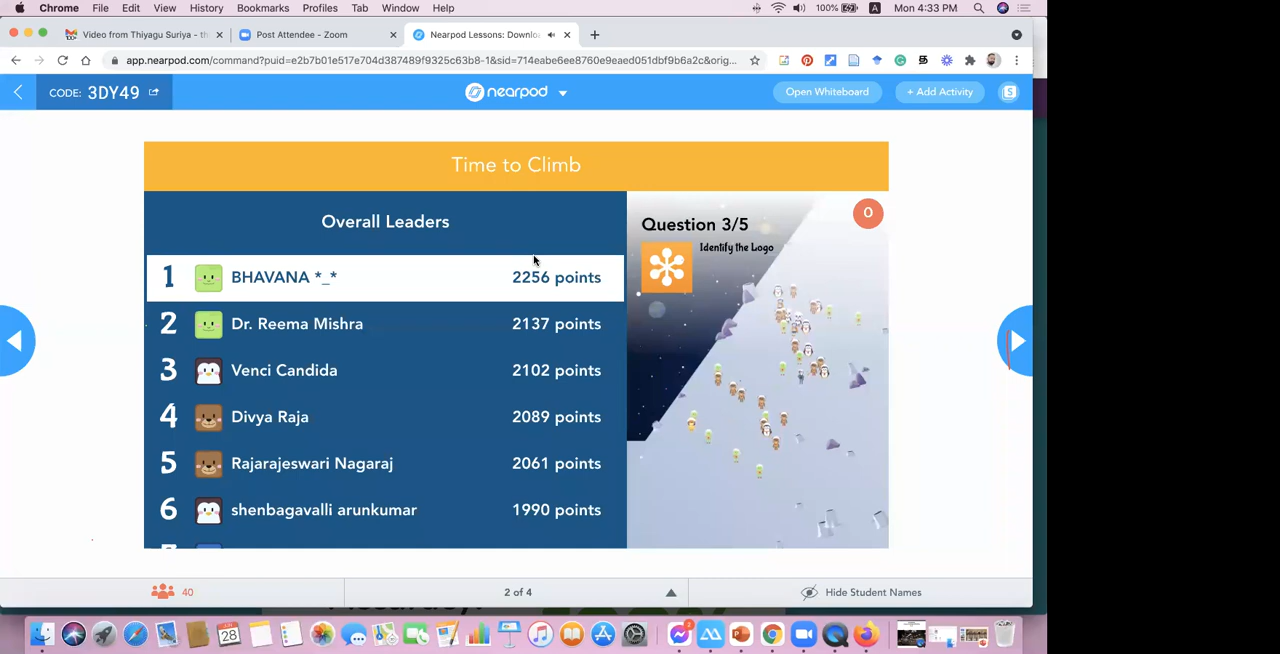 Chrome File Edit View History Bookmarks Profiles Tab Window Help 100% A Mon 4:33 PM
Video from Thiyagu Suriya - th Post Attendee - Zoom Nearpod Lessons: Downlo
app.nearpod.com/command?puid=e2b7b01e517e704d387489f9325c63b8-1&sid=714eabe6ee8760e9eaed051dbf9b6a2c&orig...
CODE: 3DY49 nearpod Open Whiteboard + Add Activity S
Time to Climb
Overall Leaders
1 BHAVANA *_* 2256 points
2 Dr. Reema Mishra 2137 points
3 Venci Candida 2102 points
4 Divya Raja 2089 points
5 Rajarajeswari Nagaraj 2061 points
6 shenbagavalli arunkumar 1990 points
Question 3/5 0
Identify the Logo
40 2 of 4 Hide Student Names
28 2